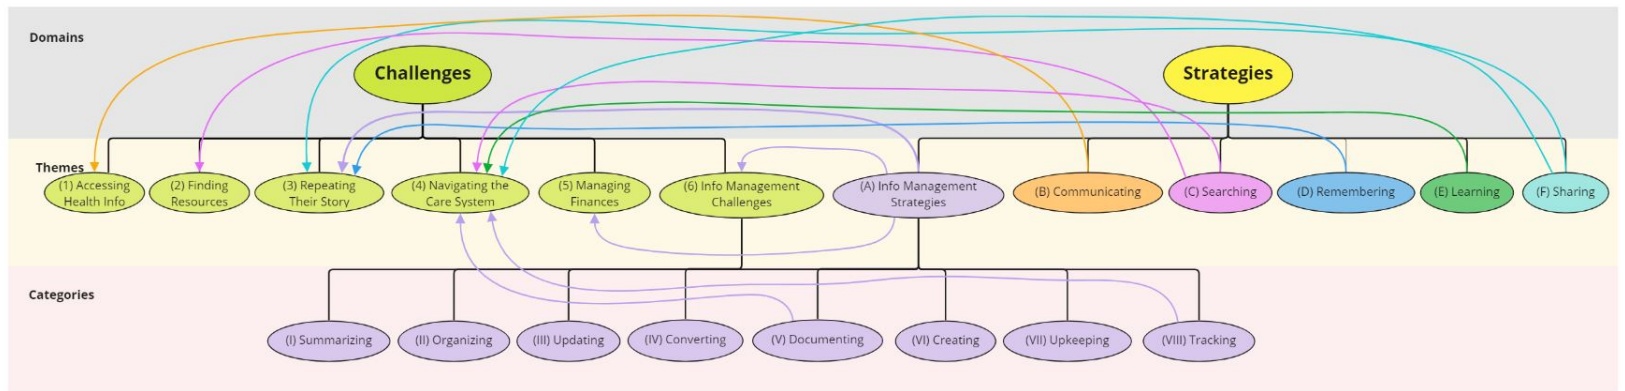 Domains
Challenges
Strategies
Themes
(1) Accessing
Health Info
(2) Finding
Resources
(3) Repeating
Their Story
(4) Navigating the
Care System
(5) Managing
Finances
(6) Info Management
Challenges
(A) Info Management
Strategies
(B) Communicating
(C) Searching
(D) Remembering
(E) Learning
(F) Sharing
Categories
(I) Summarizing
(II) Organizing
(III) Updating
(IV) Converting
(V) Documenting
(VI) Creating
(VII) Upkeeping
(VIII) Tracking